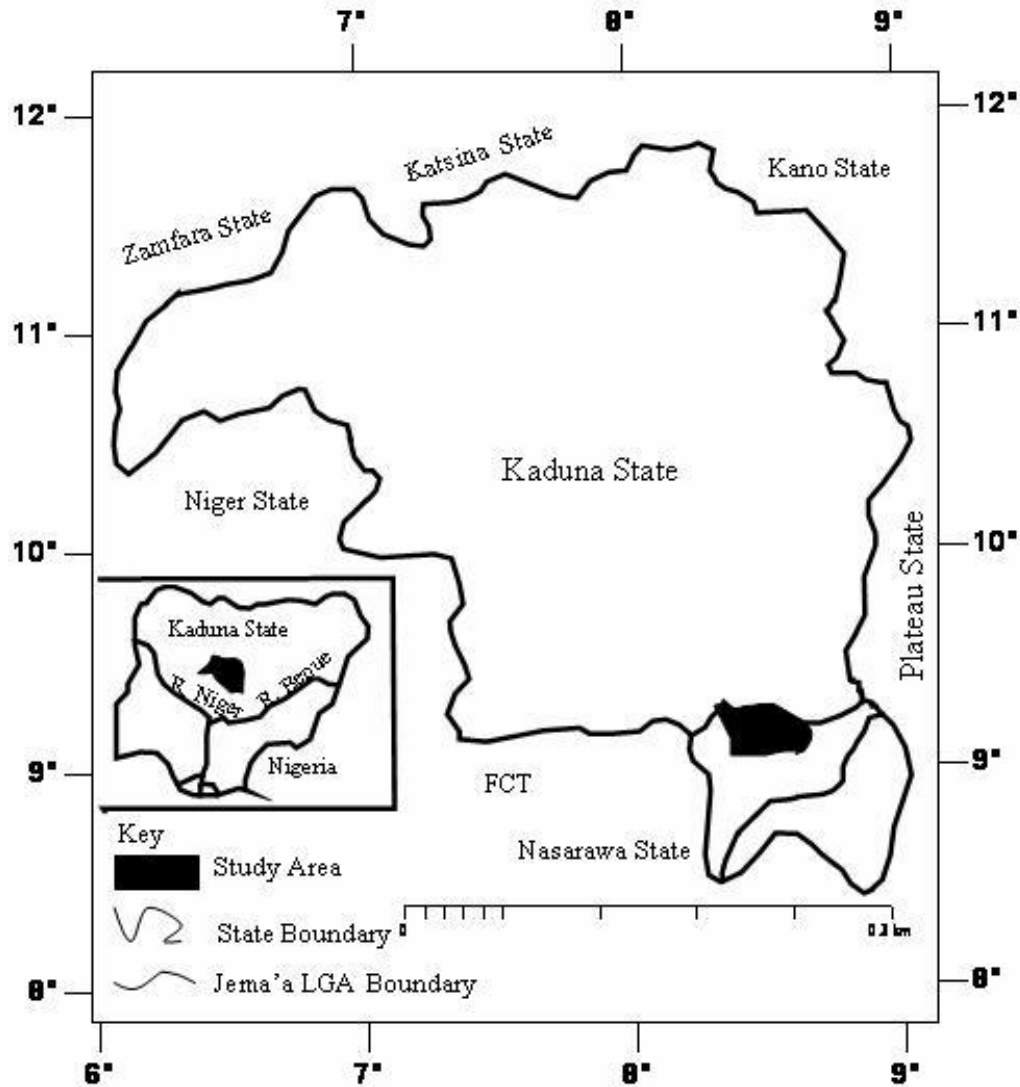 7° 8° 9°
12° 12°
Katsina State
Kano State
Zamfara State
11° 11°
Kaduna State
Niger State
10° 10°
Plateau State
Kaduna State
R. Niger
R. Benue
Nigeria
9° 9°
FCT
Nasarawa State
Key
Study Area
State Boundary
Jema'a LGA Boundary
0
km
8° 8°
6° 7° 8° 9°